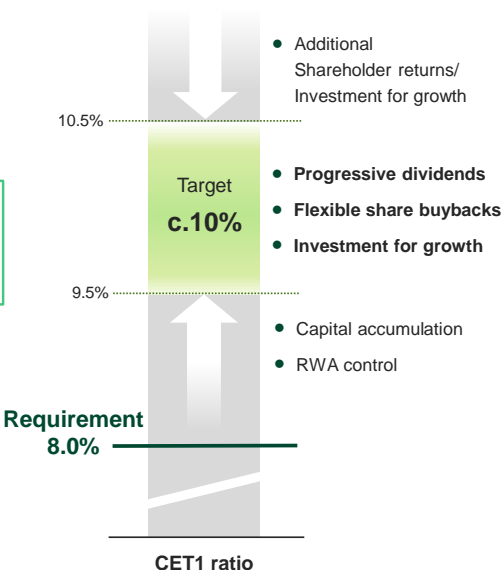 Additional
Shareholder returns/
Investment for growth
10.5%
Target
c.10%
Progressive dividends
Flexible share buybacks
Investment for growth
9.5%
Capital accumulation
RWA control
Requirement
8.0%
CET1 ratio